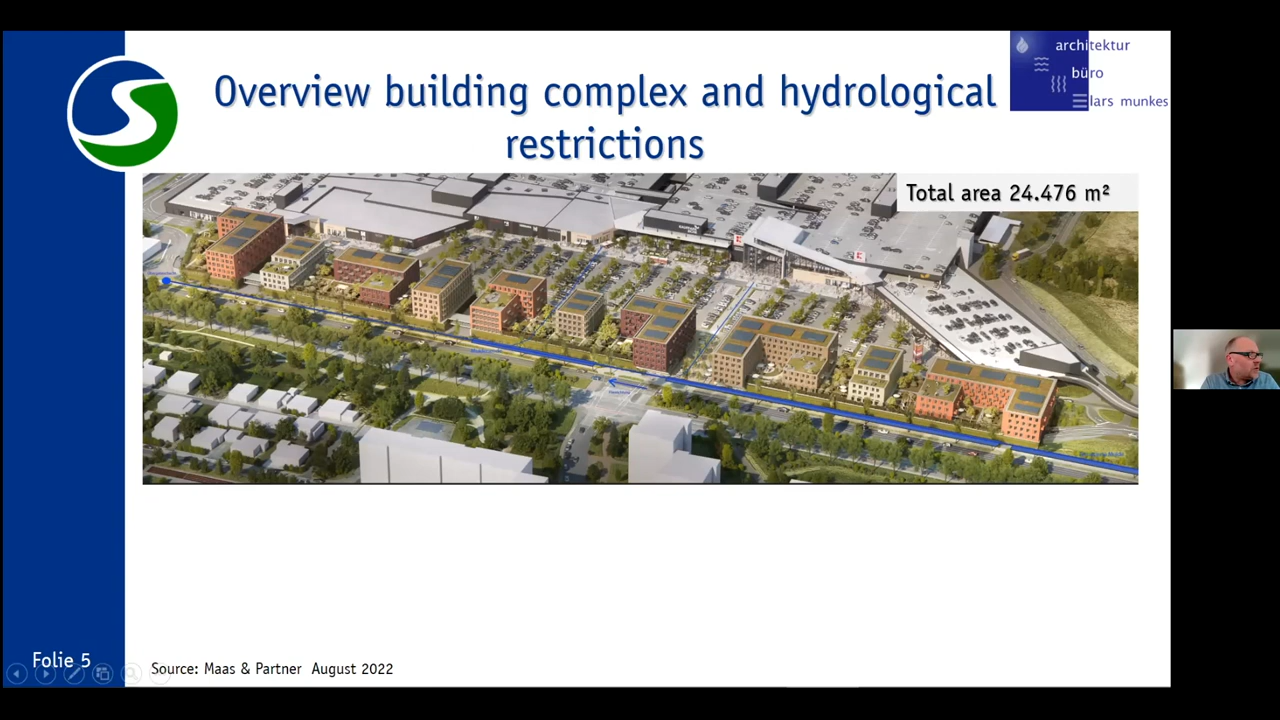 Overview building complex and hydrological
restrictions
architektur
büro
lars munkes
Total area 24.476 m²
Folie 5
Source: Maas & Partner August 2022